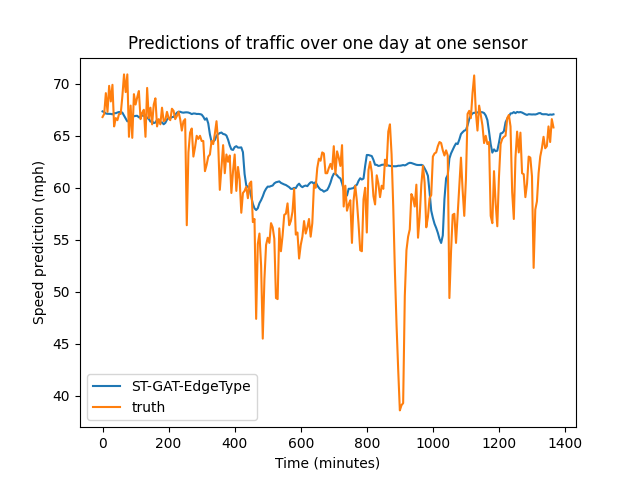 Predictions of traffic over one day at one sensor
70
65
60
55
50
45
40
Speed prediction (mph)
ST-GAT-EdgeType
truth
0 200 400 600 800 1000 1200 1400
Time (minutes)